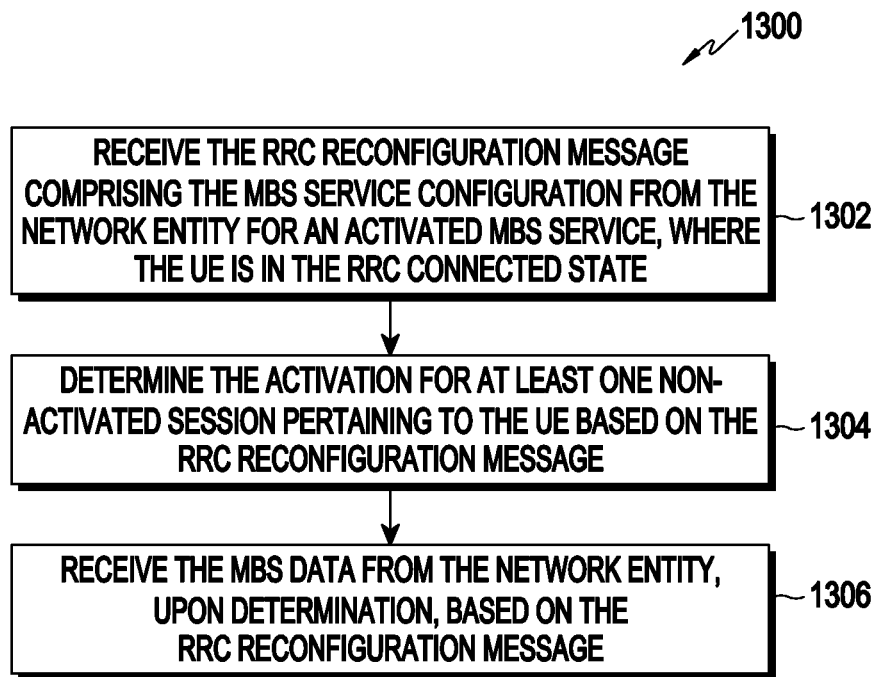 1300
RECEIVE THE RRC RECONFIGURATION MESSAGE
COMPRISING THE MBS SERVICE CONFIGURATION FROM THE
NETWORK ENTITY FOR AN ACTIVATED MBS SERVICE, WHERE
THE UE IS IN THE RRC CONNECTED STATE
1302
DETERMINE THE ACTIVATION FOR AT LEAST ONE NON-
ACTIVATED SESSION PERTAINING TO THE UE BASED ON THE
RRC RECONFIGURATION MESSAGE
1304
RECEIVE THE MBS DATA FROM THE NETWORK ENTITY,
UPON DETERMINATION, BASED ON THE
RRC RECONFIGURATION MESSAGE
1306